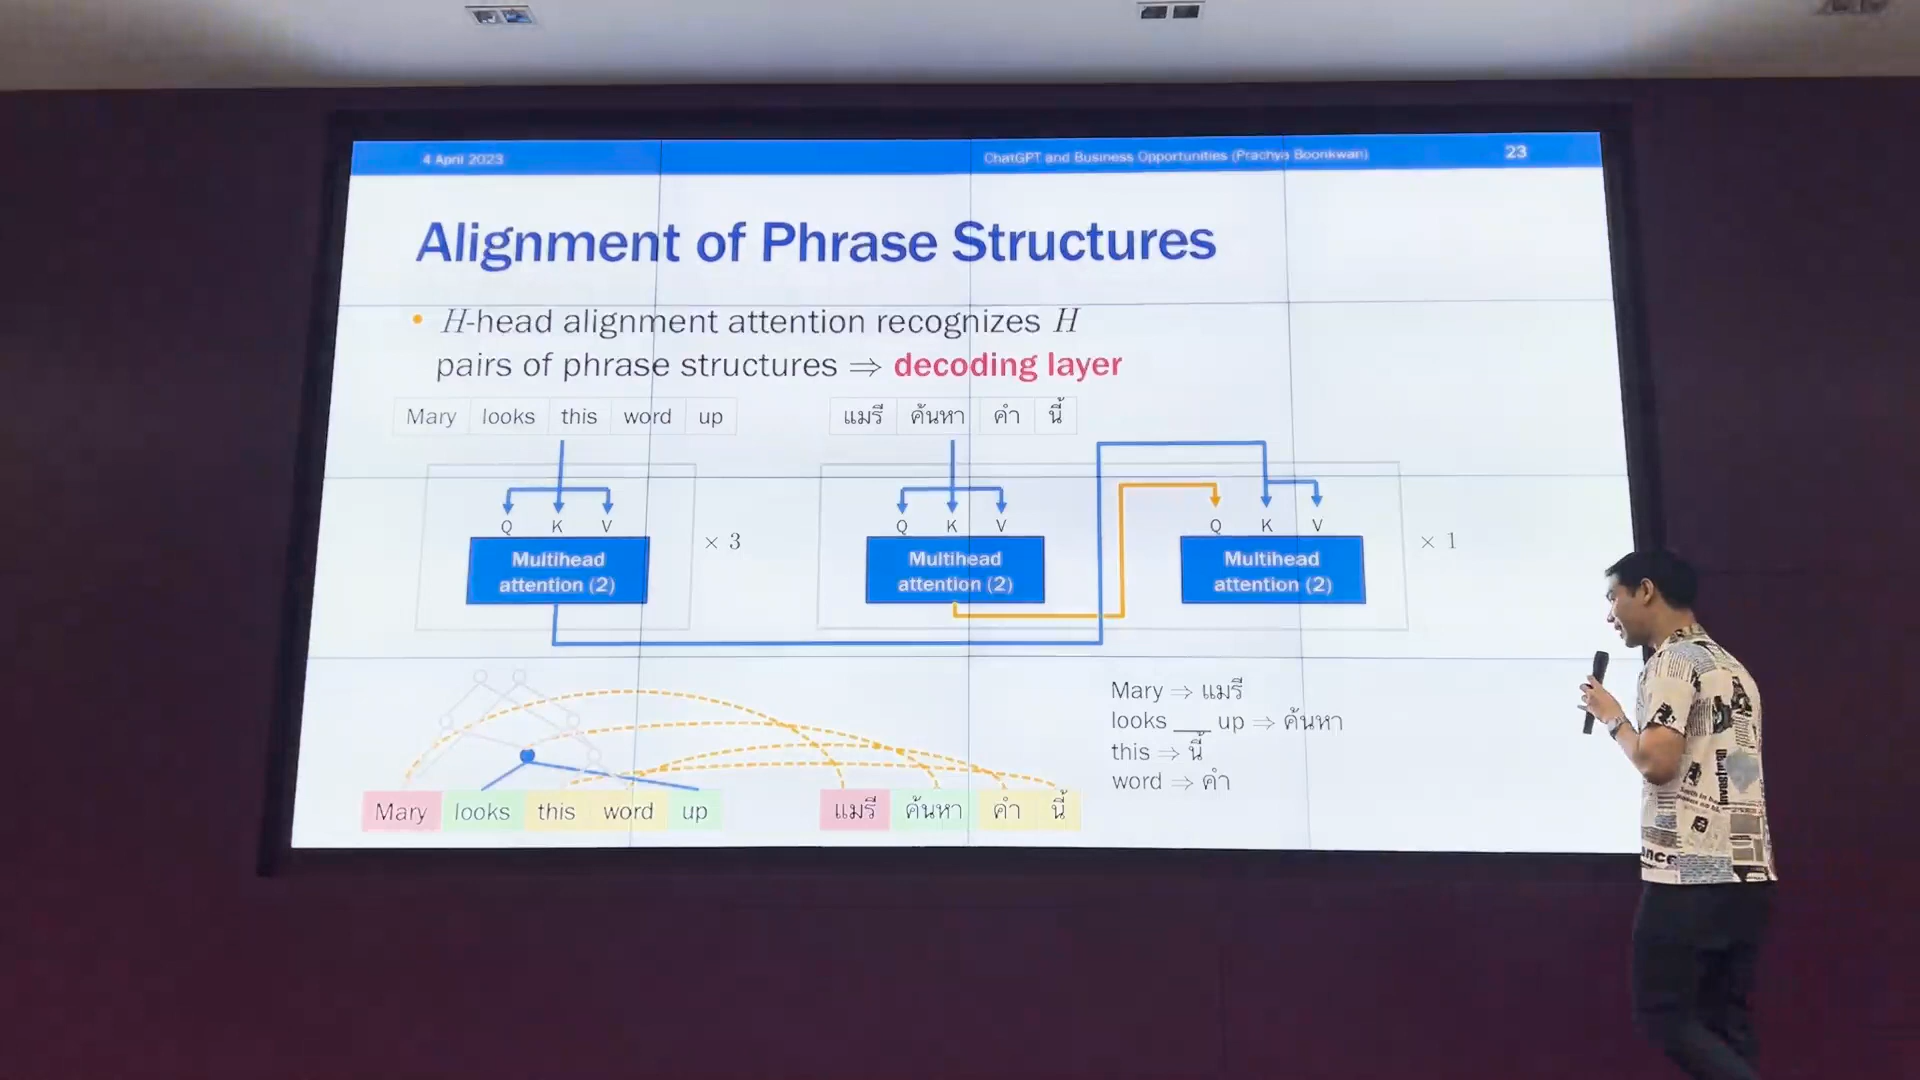 4 April 2023
ChatGPT and Business Opportunities (Prachya Boonkwan)
23
Alignment of Phrase Structures
• H-head alignment attention recognizes H
pairs of phrase structures ⇒ decoding layer
Mary looks this word up
แมรี ค้นหา คำ นี้
Q K V
Multihead
attention (2)
× 3
Q K V
Multihead
attention (2)
Q K V
Multihead
attention (2)
× 1
Mary ⇒ แมรี
looks ___ up ⇒ ค้นหา
this ⇒ นี้
word ⇒ คำ
Mary looks this word up
แมรี ค้นหา คำ นี้